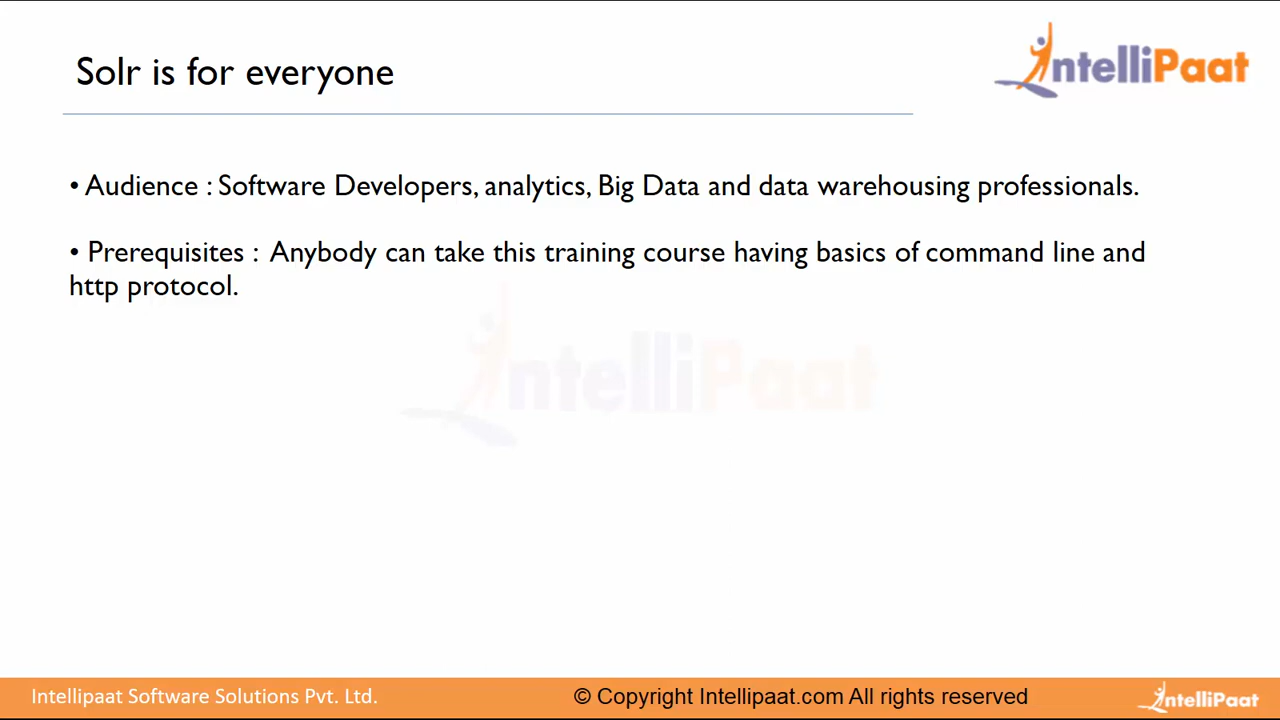 Solr is for everyone
IntelliPaat
• Audience : Software Developers, analytics, Big Data and data warehousing professionals.
• Prerequisites : Anybody can take this training course having basics of command line and
http protocol.
IntelliPaat
Intellipaat Software Solutions Pvt. Ltd.
© Copyright Intellipaat.com All rights reserved
IntelliPaat